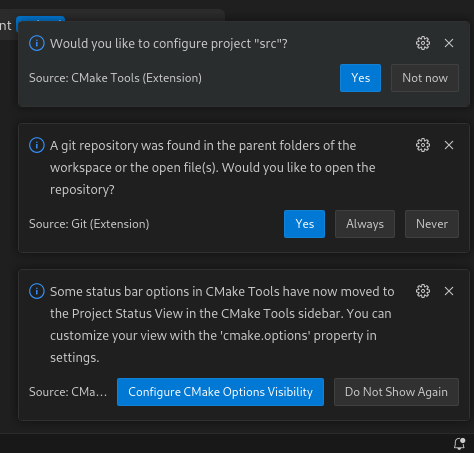 nt
Would you like to configure project "src"?
Source: CMake Tools (Extension)
Yes
Not now
A git repository was found in the parent folders of the
workspace or the open file(s). Would you like to open the
repository?
Source: Git (Extension)
Yes
Always
Never
Some status bar options in CMake Tools have now moved to
the Project Status View in the CMake Tools sidebar. You can
customize your view with the 'cmake.options' property in
settings.
Source: CMa...
Configure CMake Options Visibility
Do Not Show Again